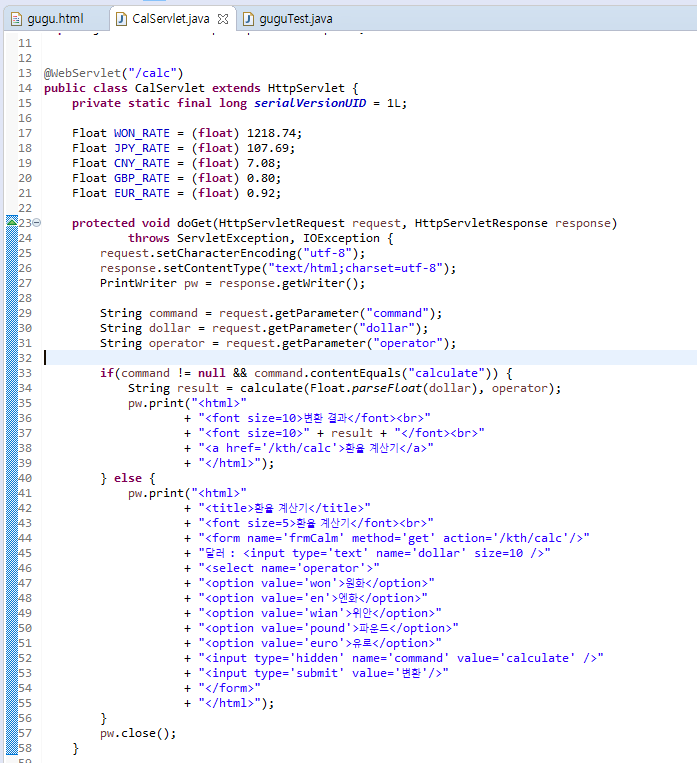 gugu.html CalServlet.java guguTest.java
11
12
13 @WebServlet("/calc")
14 public class CalServlet extends HttpServlet {
15 private static final long serialVersionUID = 1L;
16
17 Float WON_RATE = (float) 1218.74;
18 Float JPY_RATE = (float) 107.69;
19 Float CNY_RATE = (float) 7.08;
20 Float GBP_RATE = (float) 0.80;
21 Float EUR_RATE = (float) 0.92;
22
23 protected void doGet(HttpServletRequest request, HttpServletResponse response)
24 throws ServletException, IOException {
25 request.setCharacterEncoding("utf-8");
26 response.setContentType("text/html;charset=utf-8");
27 PrintWriter pw = response.getWriter();
28
29 String command = request.getParameter("command");
30 String dollar = request.getParameter("dollar");
31 String operator = request.getParameter("operator");
32
33 if(command != null && command.contentEquals("calculate")) {
34 String result = calculate(Float.parseFloat(dollar), operator);
35 pw.print("<html>"
36 + "<font size=10>변환 결과</font><br>"
37 + "<font size=10>" + result + "</font><br>"
38 + "<a href='/kth/calc'>환율 계산기</a>"
39 + "</html>");
40 } else {
41 pw.print("<html>"
42 + "<title>환율 계산기</title>"
43 + "<font size=5>환율 계산기</font><br>"
44 + "<form name='frmCalm' method='get' action='/kth/calc'/>"
45 + "달러 : <input type='text' name='dollar' size=10 />"
46 + "<select name='operator'>"
47 + "<option value='won'>원화</option>"
48 + "<option value='en'>엔화</option>"
49 + "<option value='wian'>위안</option>"
50 + "<option value='pound'>파운드</option>"
51 + "<option value='euro'>유로</option>"
52 + "<input type='hidden' name='command' value='calculate' />"
53 + "<input type='submit' value='변환'/>"
54 + "</form>"
55 + "</html>");
56 }
57 pw.close();
58 }